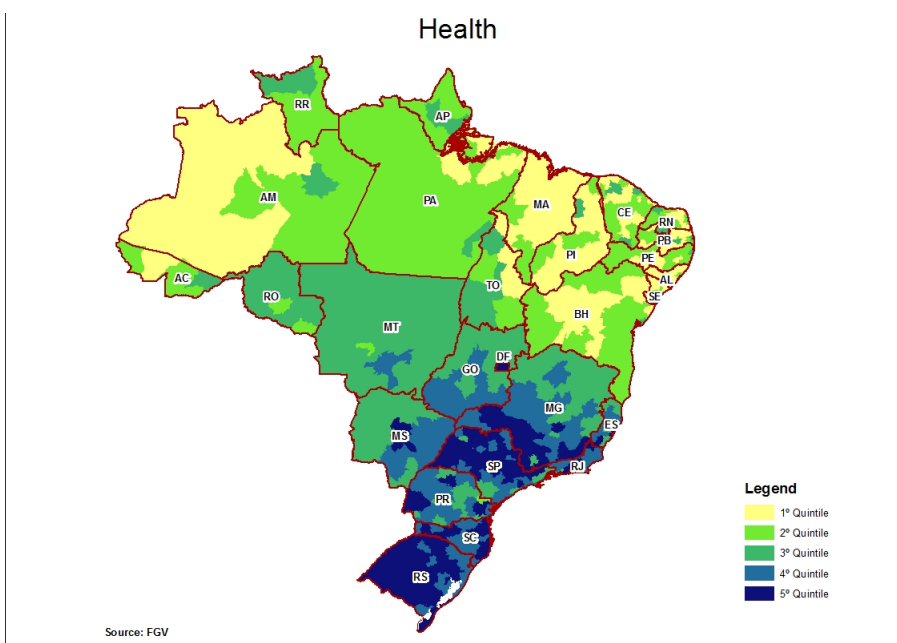 Health
RR
AP
AM
PA
MA
CE
RN
PB
PI
PE
AL
SE
AC
RO
TO
BH
MT
GO
DF
MG
ES
MS
SP
RJ
PR
SC
RS
Legend
1º Quintile
2º Quintile
3º Quintile
4º Quintile
5º Quintile
Source: FGV